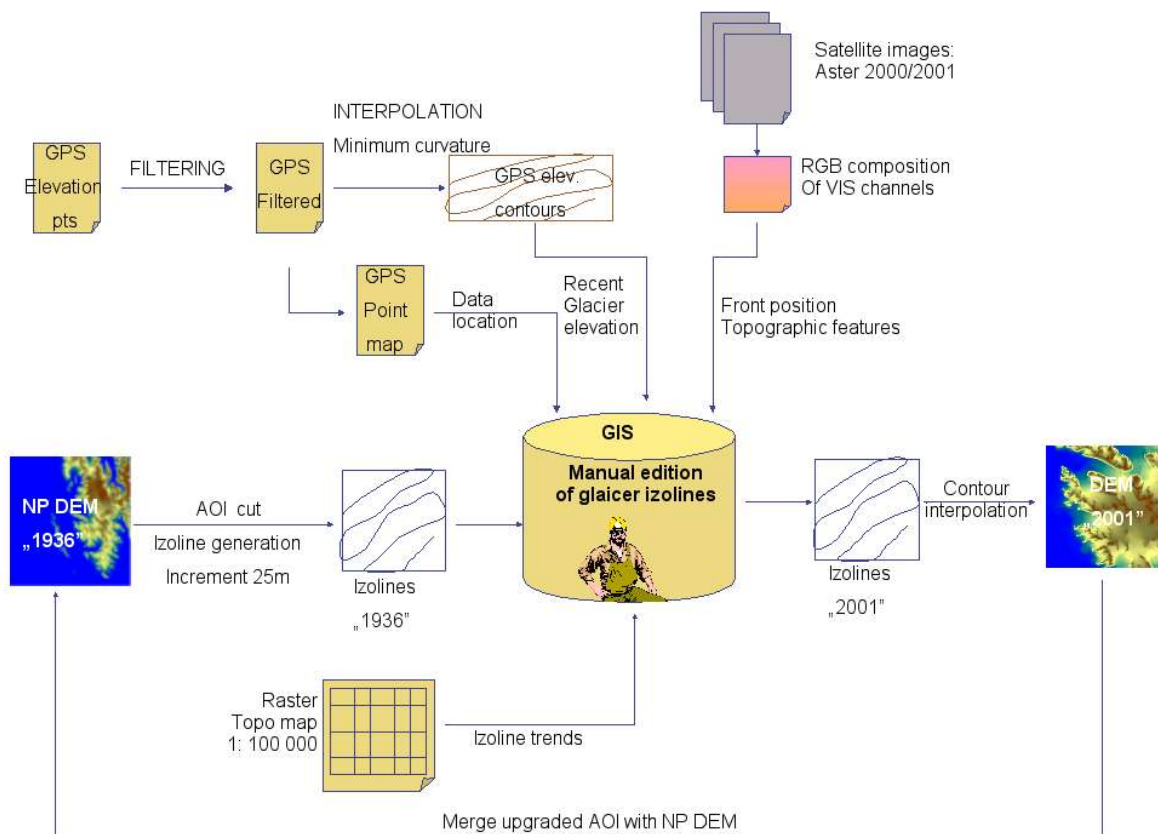 Satellite images:
Aster 2000/2001
INTERPOLATION
Minimum curvature
GPS
Elevation
pts
FILTERING
GPS
Filtered
GPS elev.
contours
RGB composition
Of VIS channels
GPS
Point
map
Data
location
Recent
Glacier
elevation
Front position
Topographic features
GIS
Manual edition
of glaicer izolines
NP DEM
„1936”
AOI cut
Izoline generation
Increment 25m
Izolines
„1936”
Izolines
„2001”
Contour
interpolation
DEM
„2001”
Raster
Topo map
1: 100 000
Izoline trends
Merge upgraded AOI with NP DEM